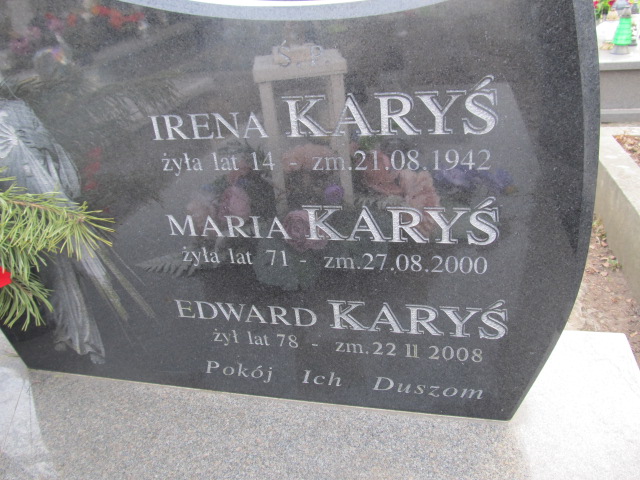 IRENA KARYŚ
żyła lat 14 - zm.21.08.1942
MARIA KARYŚ
żyła lat 71 - zm.27.08.2000
EDWARD KARYŚ
żył lat 78 - zm.22 11 2008
Pokój Ich Duszom